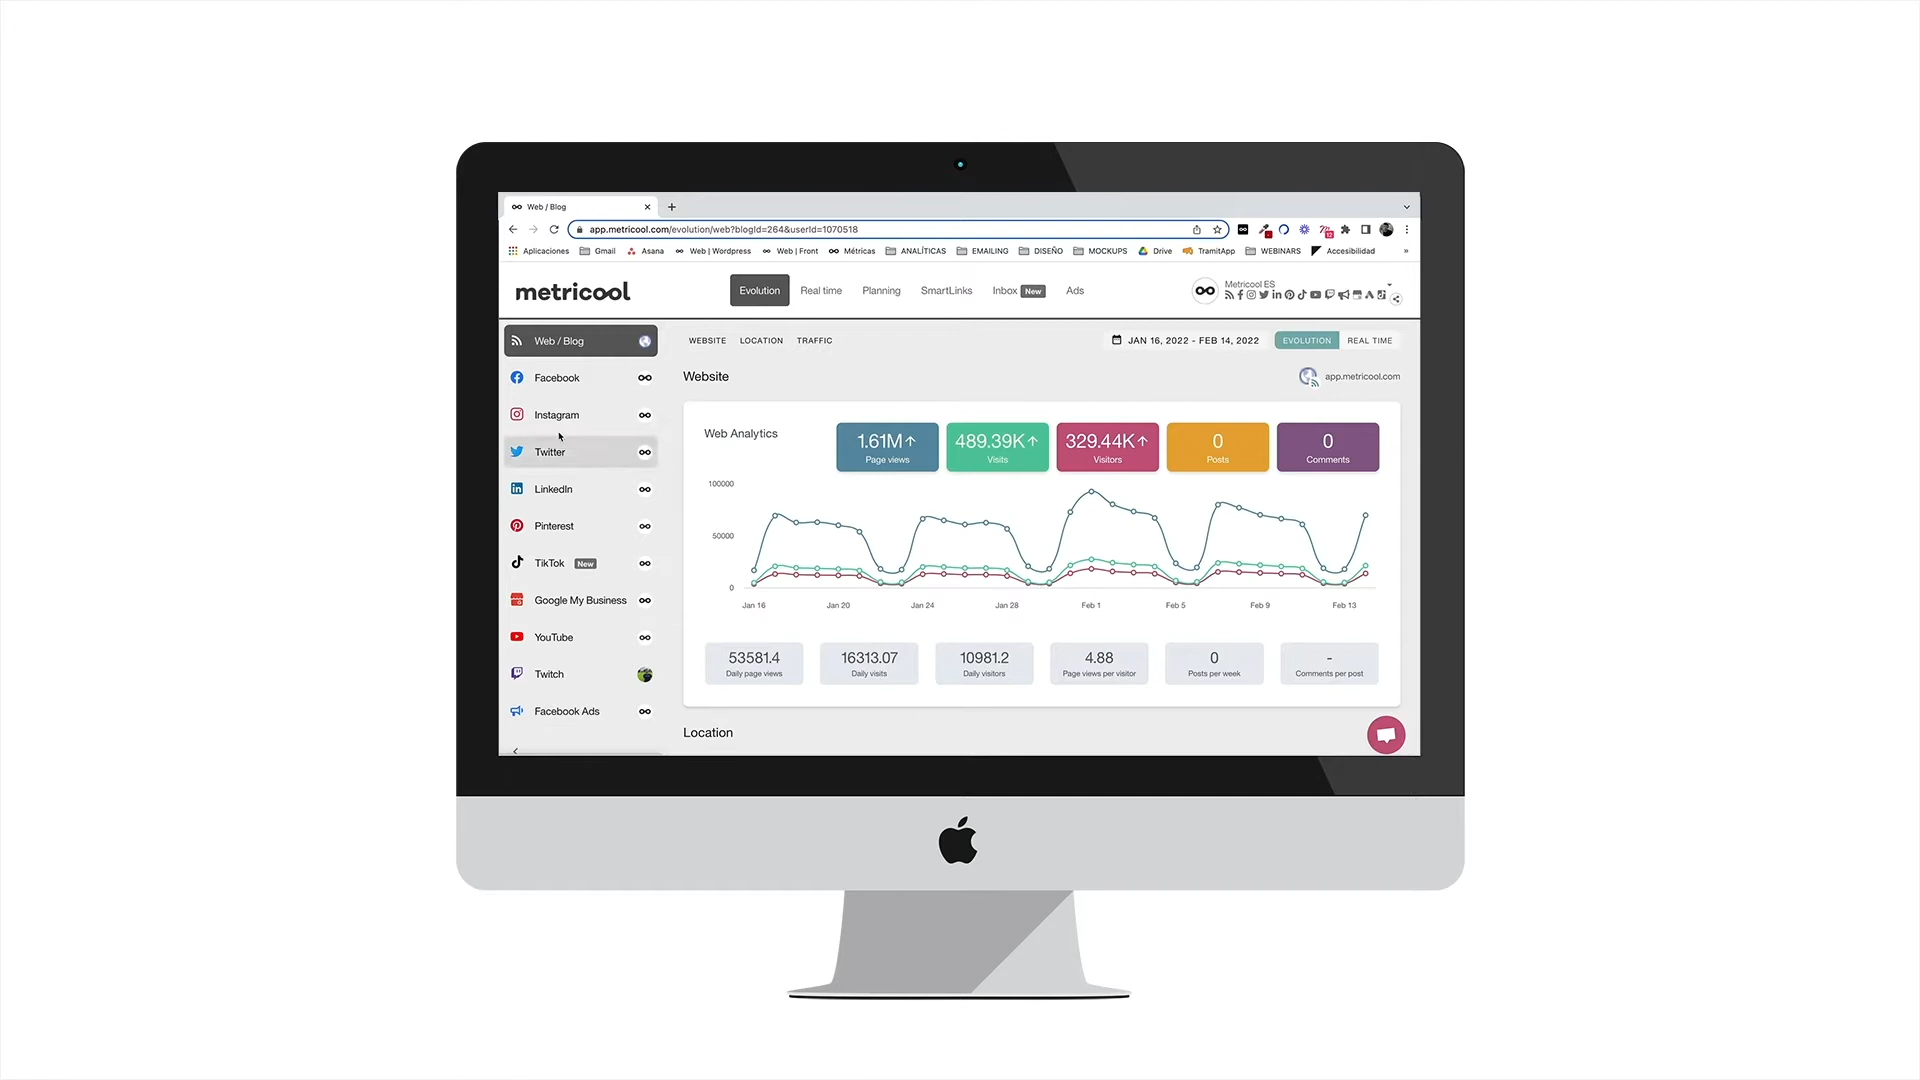 Web / Blog
app.metricool.com/evolution/web?blogId=264&userId=1070518
Aplicaciones Gmail Asana Web | Wordpress Web | Front Métricas ANALÍTICAS EMAILING DISEÑO MOCKUPS Drive TramitApp WEBINARS Accesibilidad »
metricool
Evolution Real time Planning SmartLinks Inbox New Ads
Metricool ES
Web / Blog
Facebook
Instagram
Twitter
LinkedIn
Pinterest
TikTok New
Google My Business
YouTube
Twitch
Facebook Ads
WEBSITE LOCATION TRAFFIC
JAN 16, 2022 - FEB 14, 2022
EVOLUTION REAL TIME
Website
app.metricool.com
Web Analytics
1.61M↑
Page views
489.39K↑
Visits
329.44K↑
Visitors
0
Posts
0
Comments
100000
50000
0
Jan 16 Jan 20 Jan 24 Jan 28 Feb 1 Feb 5 Feb 9 Feb 13
53581.4
Daily page views
16313.07
Daily visits
10981.2
Daily visitors
4.88
Page views per visitor
0
Posts per week
-
Comments per post
Location